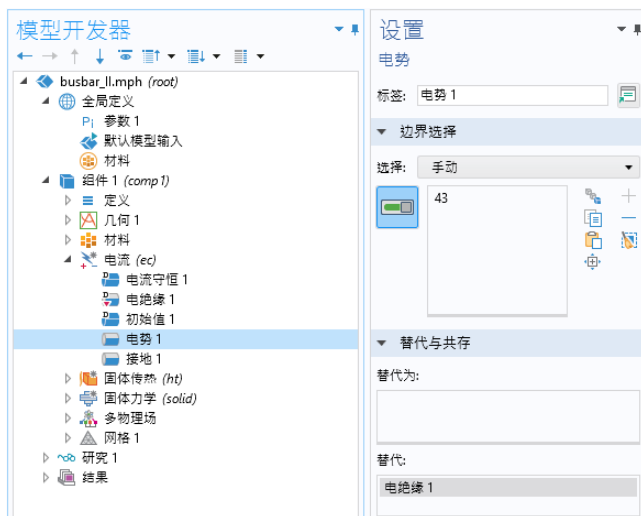 模型开发器
busbar_ll.mph (root)
全局定义
Pi 参数 1
默认模型输入
材料
组件 1 (comp1)
定义
几何 1
材料
电流 (ec)
电流守恒 1
电绝缘 1
初始值 1
电势 1
接地 1
固体传热 (ht)
固体力学 (solid)
多物理场
网格 1
研究 1
结果
设置
电势
标签: 电势 1
边界选择
选择: 手动
43
替代与共存
替代为:
替代:
电绝缘 1